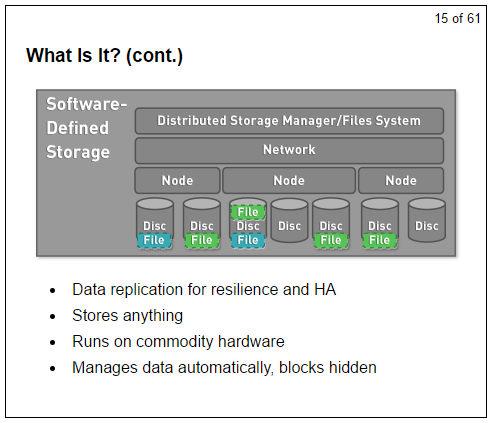 15 of 61
What Is It? (cont.)
Software-
Defined
Storage
Distributed Storage Manager/Files System
Network
Node Node Node
File
Disc Disc Disc Disc Disc Disc Disc
File File File File File
• Data replication for resilience and HA
• Stores anything
• Runs on commodity hardware
• Manages data automatically, blocks hidden